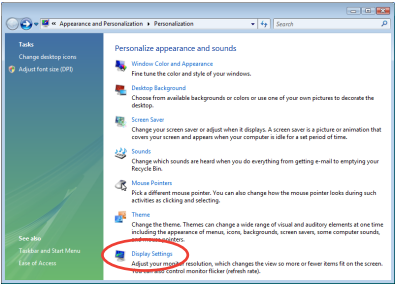 « Appearance and Personalization ▸ Personalization
Search
Tasks
Change desktop icons
Adjust font size (DPI)
Personalize appearance and sounds
Window Color and Appearance
Fine tune the color and style of your windows.
Desktop Background
Choose from available backgrounds or colors or use one of your own pictures to decorate the
desktop.
Screen Saver
Change your screen saver or adjust when it displays. A screen saver is a picture or animation that
covers your screen and appears when your computer is idle for a set period of time.
Sounds
Change which sounds are heard when you do everything from getting e-mail to emptying your
Recycle Bin.
Mouse Pointers
Pick a different mouse pointer. You can also change how the mouse pointer looks during such
activities as clicking and selecting.
Theme
Change the theme. Themes can change a wide range of visual and auditory elements at one time
including the appearance of menus, icons, backgrounds, screen savers, some computer sounds,
and mouse pointers.
Display Settings
Adjust your monitor resolution, which changes the view so more or fewer items fit on the screen.
You can also control monitor flicker (refresh rate).
See also
Taskbar and Start Menu
Ease of Access